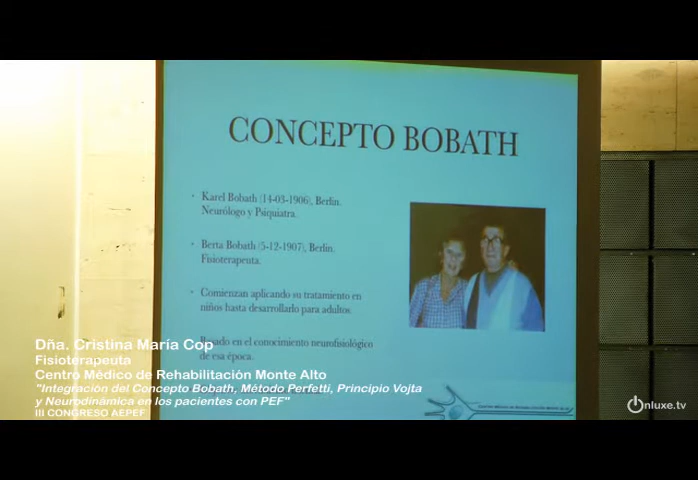 CONCEPTO BOBATH
· Karel Bobath (14-03-1906), Berlín.
Neurólogo y Psiquiatra.
· Berta Bobath (5-12-1907), Berlín.
Fisioterapeuta.
· Comienzan aplicando su tratamiento en
niños hasta desarrollarlo para adultos.
Basado en el conocimiento neurofisiológico
de esa época.
Dña. Cristina María Cop
Fisioterapeuta
Centro Médico de Rehabilitación Monte Alto
"Integración del Concepto Bobath, Método Perfetti, Principio Vojta
y Neurodinámica en los pacientes con PEF"
III CONGRESO AEPEF
onluxe.tv